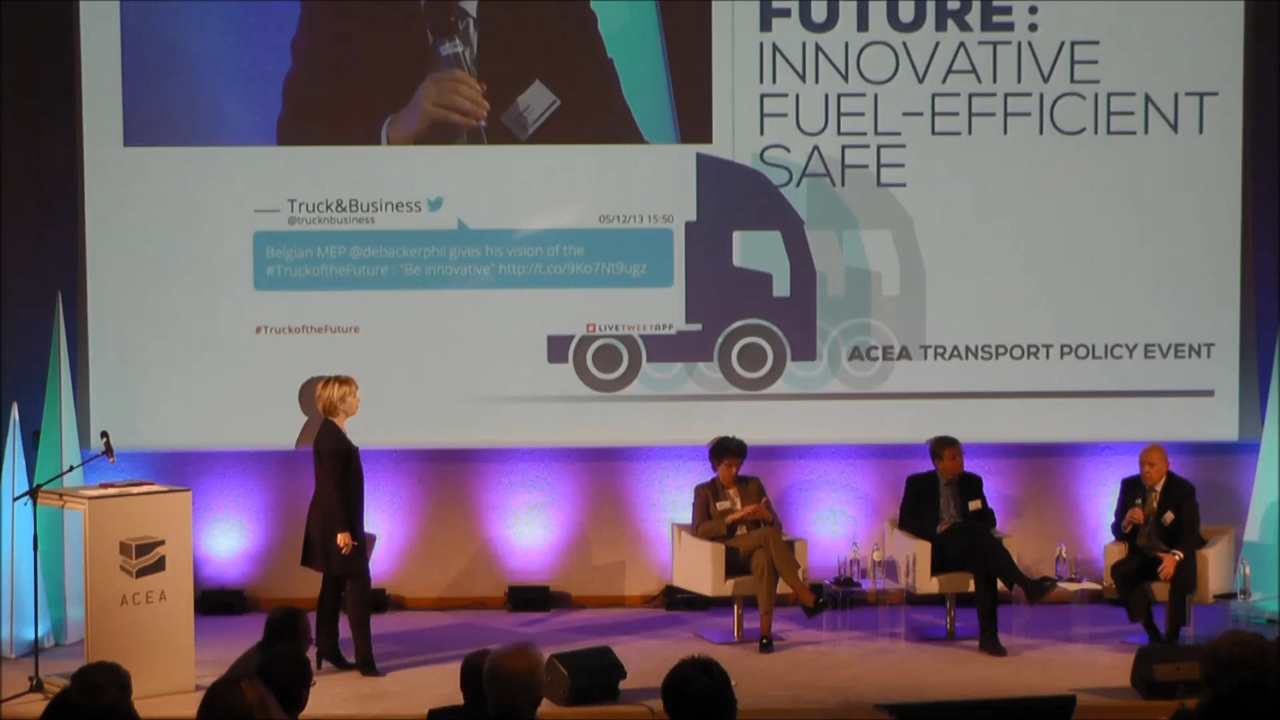 FUTURE:
INNOVATIVE
FUEL-EFFICIENT
SAFE
Truck&Business
@trucknbusiness
05/12/13 15:50
Belgian MEP @debackerphil gives his vision of the
#TruckoftheFuture : "Be innovative" http://t.co/9Ko7Nt9ugz
#TruckoftheFuture
LIVETWEETAPP
ACEA TRANSPORT POLICY EVENT
ACEA